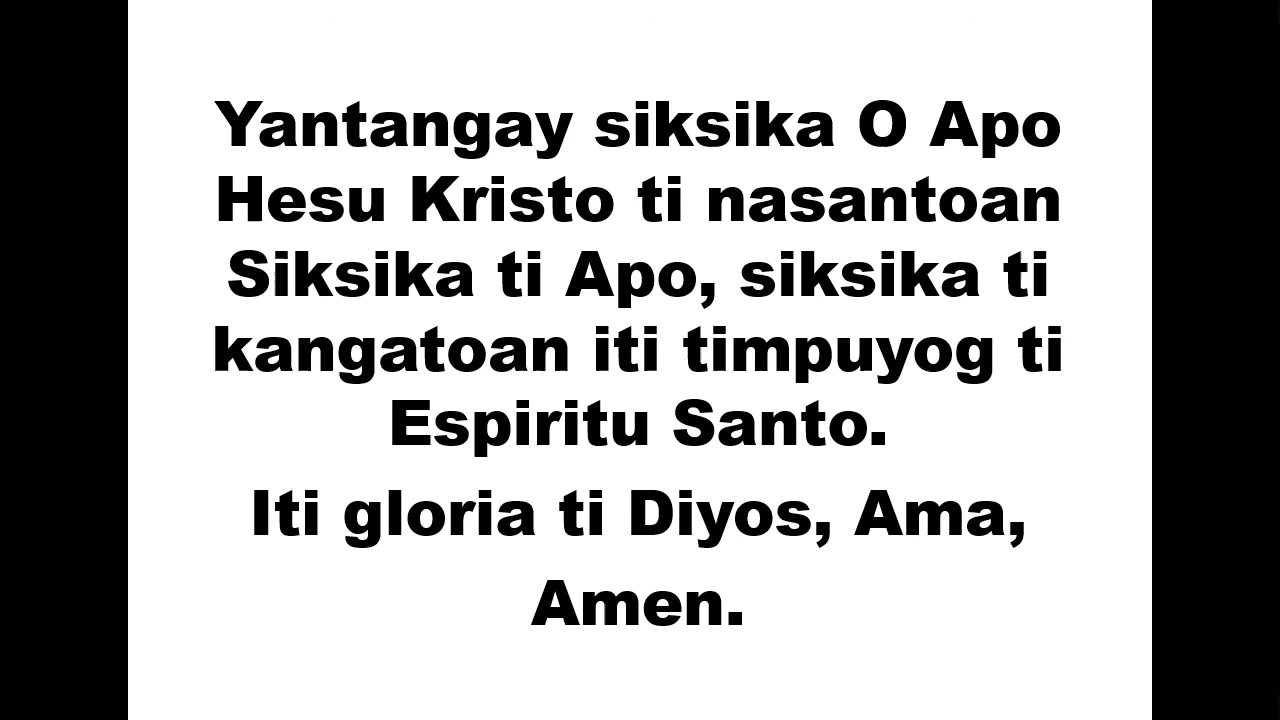 Yantangay siksika O Apo
Hesu Kristo ti nasantoan
Siksika ti Apo, siksika ti
kangatoan iti timpuyog ti
Espiritu Santo.
Iti gloria ti Diyos, Ama,
Amen.